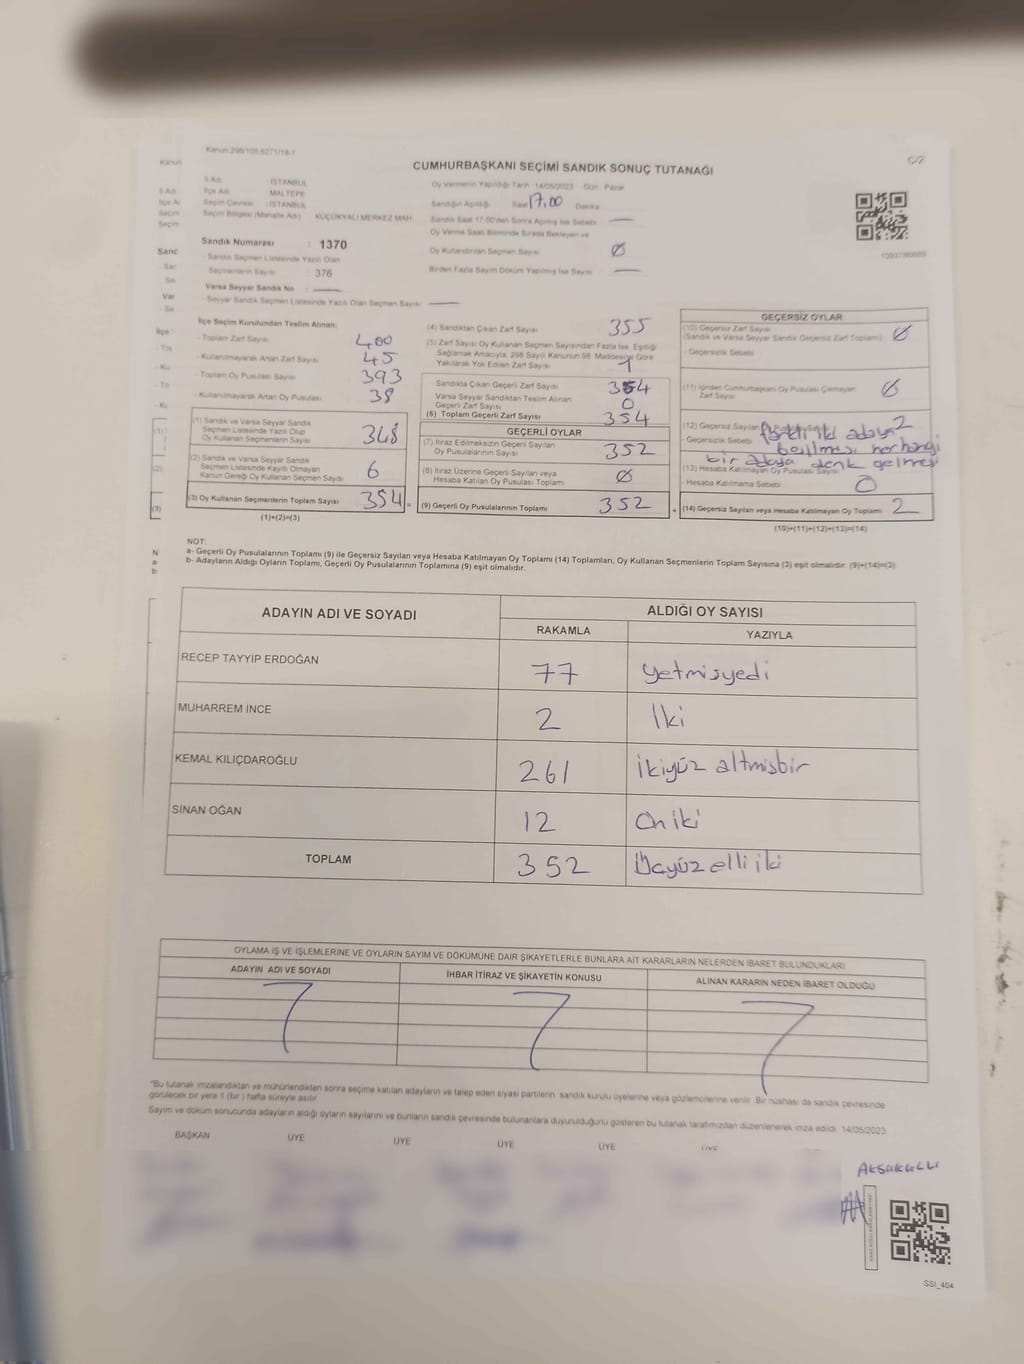 Kanun:298/105.6271/18-1
CUMHURBAŞKANI SEÇİMİ SANDIK SONUÇ TUTANAĞI
İl Adı : İSTANBUL
İlçe Adı : MALTEPE
Seçim Çevresi : İSTANBUL
Seçim Bölgesi (Mahalle Adı) : KÜÇÜKYALI MERKEZ MAH
Oy Vermenin Yapıldığı Tarih : 14/05/2023 Gün : Pazar
Sandığın Açıldığı Saat 17.00 Dakika
Sandık Saat 17.00'den Sonra Açılmış İse Sebebi —
Oy Verme Saati Bitiminde Sırada Bekleyen ve
Oy Kullandırılan Seçmen Sayısı Ø
Birden Fazla Sayım Döküm Yapılmış İse Sayısı —
Sandık Numarası : 1370
- Sandık Seçmen Listesinde Yazılı Olan
Seçmenlerin Sayısı : 376
Varsa Seyyar Sandık No : —
- Seyyar Sandık Seçmen Listesinde Yazılı Olan Seçmen Sayısı : —
İlçe Seçim Kurulundan Teslim Alınan:
- Toplam Zarf Sayısı 400
- Kullanılmayarak Artan Zarf Sayısı 45
- Toplam Oy Pusulası Sayısı 393
- Kullanılmayarak Artan Oy Pusulası 38
(1) Sandık ve Varsa Seyyar Sandık
Seçmen Listesinde Yazılı Olup
Oy Kullanan Seçmenlerin Sayısı 348
(2) Sandık ve Varsa Seyyar Sandık
Seçmen Listesinde Kayıtlı Olmayan
Kanun Gereği Oy Kullanan Seçmen Sayısı 6
(3) Oy Kullanan Seçmenlerin Toplam Sayısı 354 =
(1)+(2)=(3)
(4) Sandıktan Çıkan Zarf Sayısı 355
(5) Zarf Sayısı Oy Kullanan Seçmen Sayısından Fazla İse, Eşitliği
Sağlamak Amacıyla, 298 Sayılı Kanunun 98. Maddesine Göre
Yakılarak Yok Edilen Zarf Sayısı 1
Sandıkta Çıkan Geçerli Zarf Sayısı 354
Varsa Seyyar Sandıktan Teslim Alınan
Geçerli Zarf Sayısı 0
(6) Toplam Geçerli Zarf Sayısı 354
GEÇERLİ OYLAR
(7) İtiraz Edilmeksizin Geçerli Sayılan
Oy Pusulalarının Sayısı 352
(8) İtiraz Üzerine Geçerli Sayılan veya
Hesaba Katılan Oy Pusulası Toplamı Ø
(9) Geçerli Oy Pusulalarının Toplamı 352 +
GEÇERSİZ OYLAR
(10) Geçersiz Zarf Sayısı
(Sandık ve Varsa Seyyar Sandık Geçersiz Zarf Toplamı) Ø
- Geçersizlik Sebebi
(11) İçinden Cumhurbaşkanı Oy Pusulası Çıkmayan
Zarf Sayısı Ø
(12) Geçersiz Sayılan Oy Pusulası Sayısı 2
- Geçersizlik Sebebi farklı iki adaya
basılması, herhangi
bir adaya denk gelmeyi
(13) Hesaba Katılmayan Oy Pusulası Sayısı
- Hesaba Katılmama Sebebi 0
(14) Geçersiz Sayılan veya Hesaba Katılmayan Oy Toplamı 2
(10)+(11)+(12)+(13)=(14)
NOT:
a- Geçerli Oy Pusulalarının Toplamı (9) ile Geçersiz Sayılan veya Hesaba Katılmayan Oy Toplamı (14) Toplamları, Oy Kullanan Seçmenlerin Toplam Sayısına (3) eşit olmalıdır. (9)+(14)=(3)
b- Adayların Aldığı Oyların Toplamı, Geçerli Oy Pusulalarının Toplamına (9) eşit olmalıdır.
ADAYIN ADI VE SOYADI ALDIĞI OY SAYISI
RAKAMLA YAZIYLA
RECEP TAYYİP ERDOĞAN 77 yetmişyedi
MUHARREM İNCE 2 İki
KEMAL KILIÇDAROĞLU 261 ikiyüz altmışbir
SİNAN OĞAN 12 Oniki
TOPLAM 352 Üçyüz elli iki
OYLAMA İŞ VE İŞLEMLERİNE VE OYLARIN SAYIM VE DÖKÜMÜNE DAİR ŞİKAYETLERLE BUNLARA AİT KARARLARIN NELERDEN İBARET BULUNDUKLARI
ADAYIN ADI VE SOYADI İHBAR İTİRAZ VE ŞİKAYETİN KONUSU ALINAN KARARIN NEDEN İBARET OLDUĞU
*Bu tutanak imzalandıktan ve mühürlendikten sonra seçime katılan adayların ve talep eden siyasi partilerin sandık kurulu üyelerine veya gözlemcilerine verilir. Bir nüshası da sandık çevresinde
görülecek bir yere 1 (bir) hafta süreyle asılır.
Sayım ve döküm sonucunda adayların aldığı oyların sayılarını ve bunların sandık çevresinde bulunanlara duyurulduğunu gösteren bu tutanak tarafımızdan düzenlenerek imza edildi. 14/05/2023
BAŞKAN ÜYE ÜYE ÜYE ÜYE ÜYE
AKSAKALLI
SSI_404